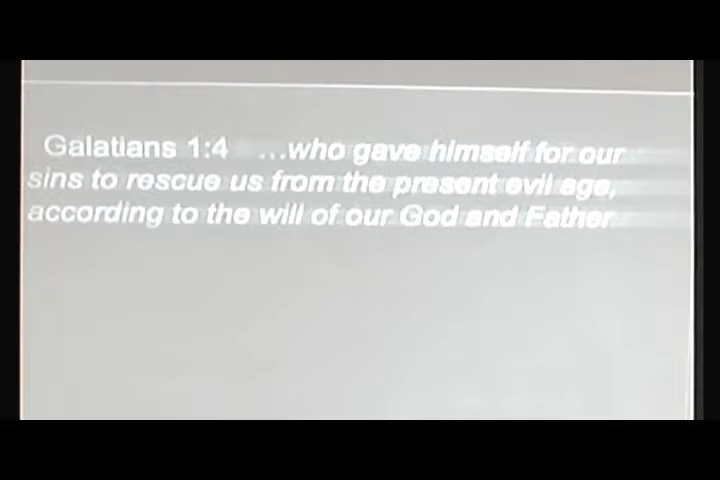 Galatians 1:4 ...who gave himself for our
sins to rescue us from the present evil age,
according to the will of our God and Father